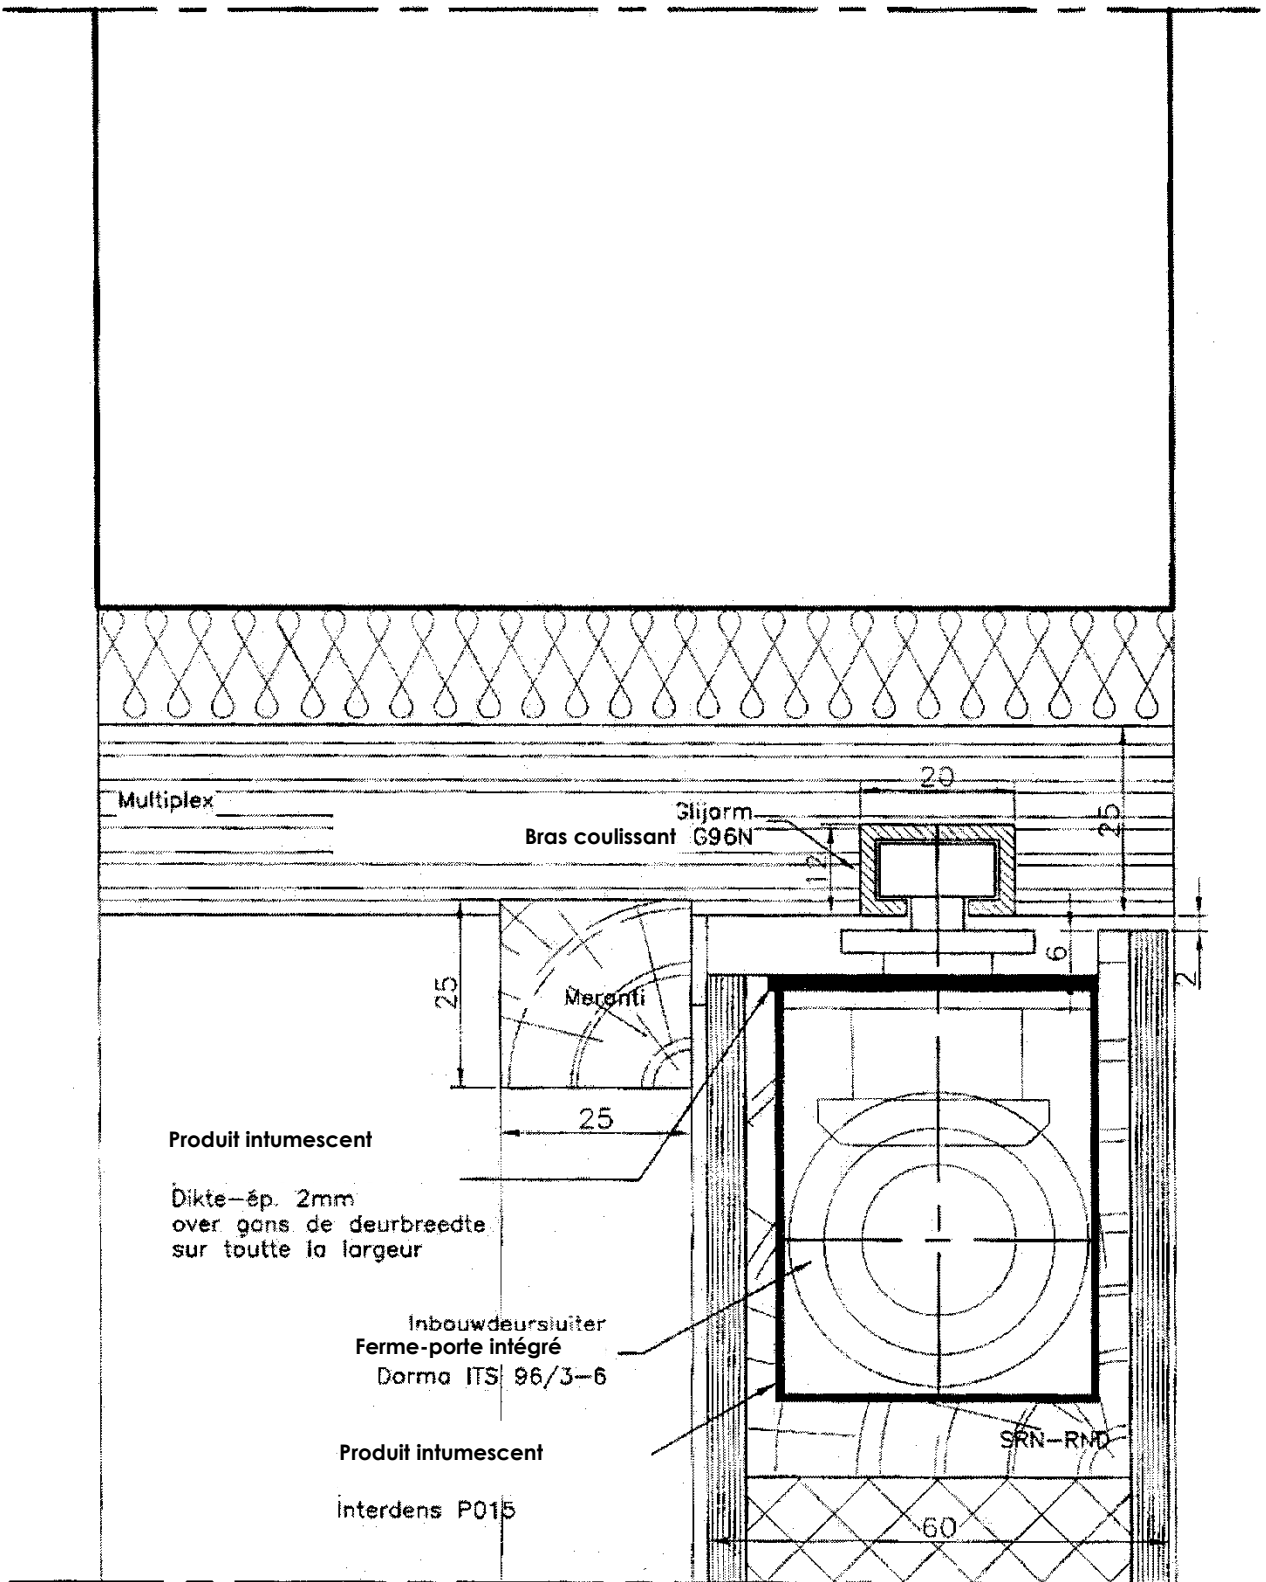 20
Multiplex
Glijarm
Bras coulissant G96N
12
25
6
2
25
Meranti
25
Produit intumescent
Dikte-ép. 2mm
over gans de deurbreedte
sur toutte la largeur
Inbouwdeursluiter
Ferme-porte intégré
Dorma ITS 96/3-6
SRN-RND
Produit intumescent
Interdens P015
60